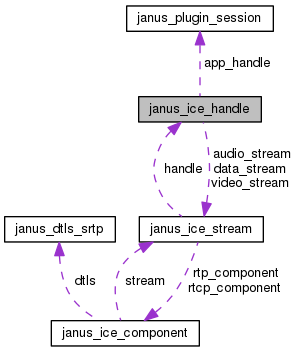 janus_plugin_session
app_handle
janus_ice_handle
audio_stream
data_stream
handle
video_stream
janus_dtls_srtp
janus_ice_stream
dtls
stream
rtp_component
rtcp_component
janus_ice_component